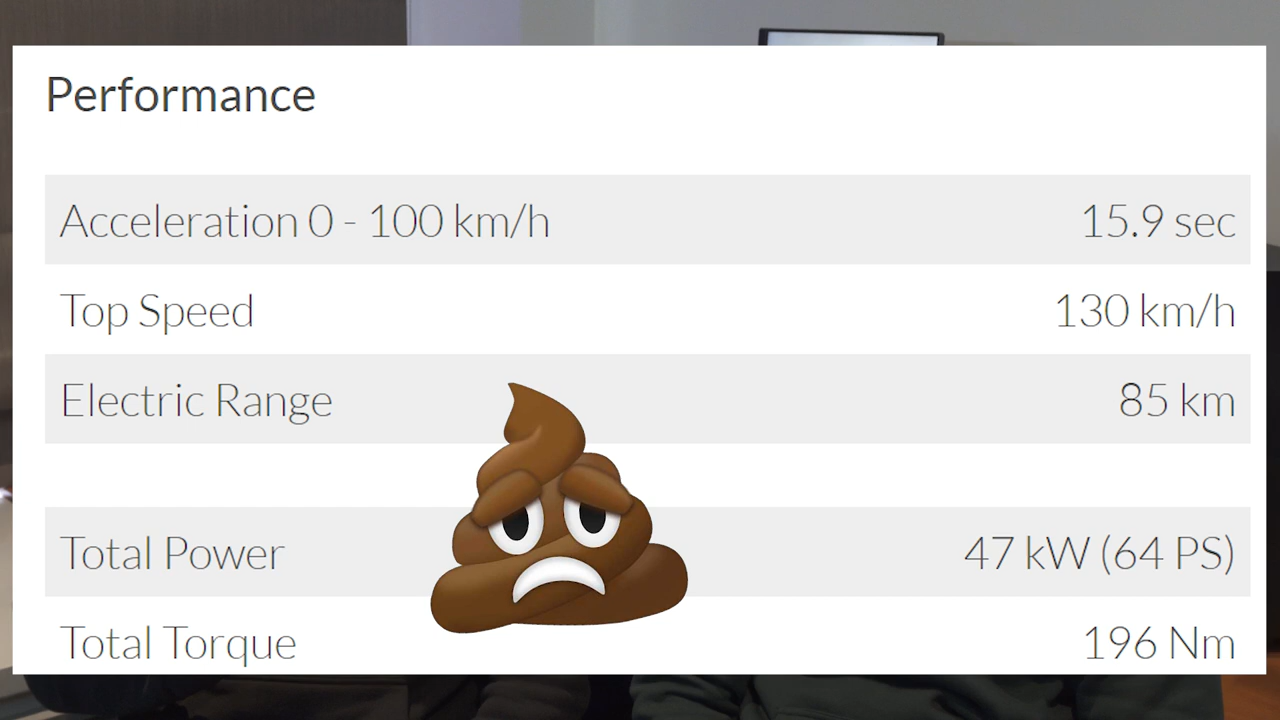 Performance
Acceleration 0 - 100 km/h 15.9 sec
Top Speed 130 km/h
Electric Range 85 km
Total Power 47 kW (64 PS)
Total Torque 196 Nm